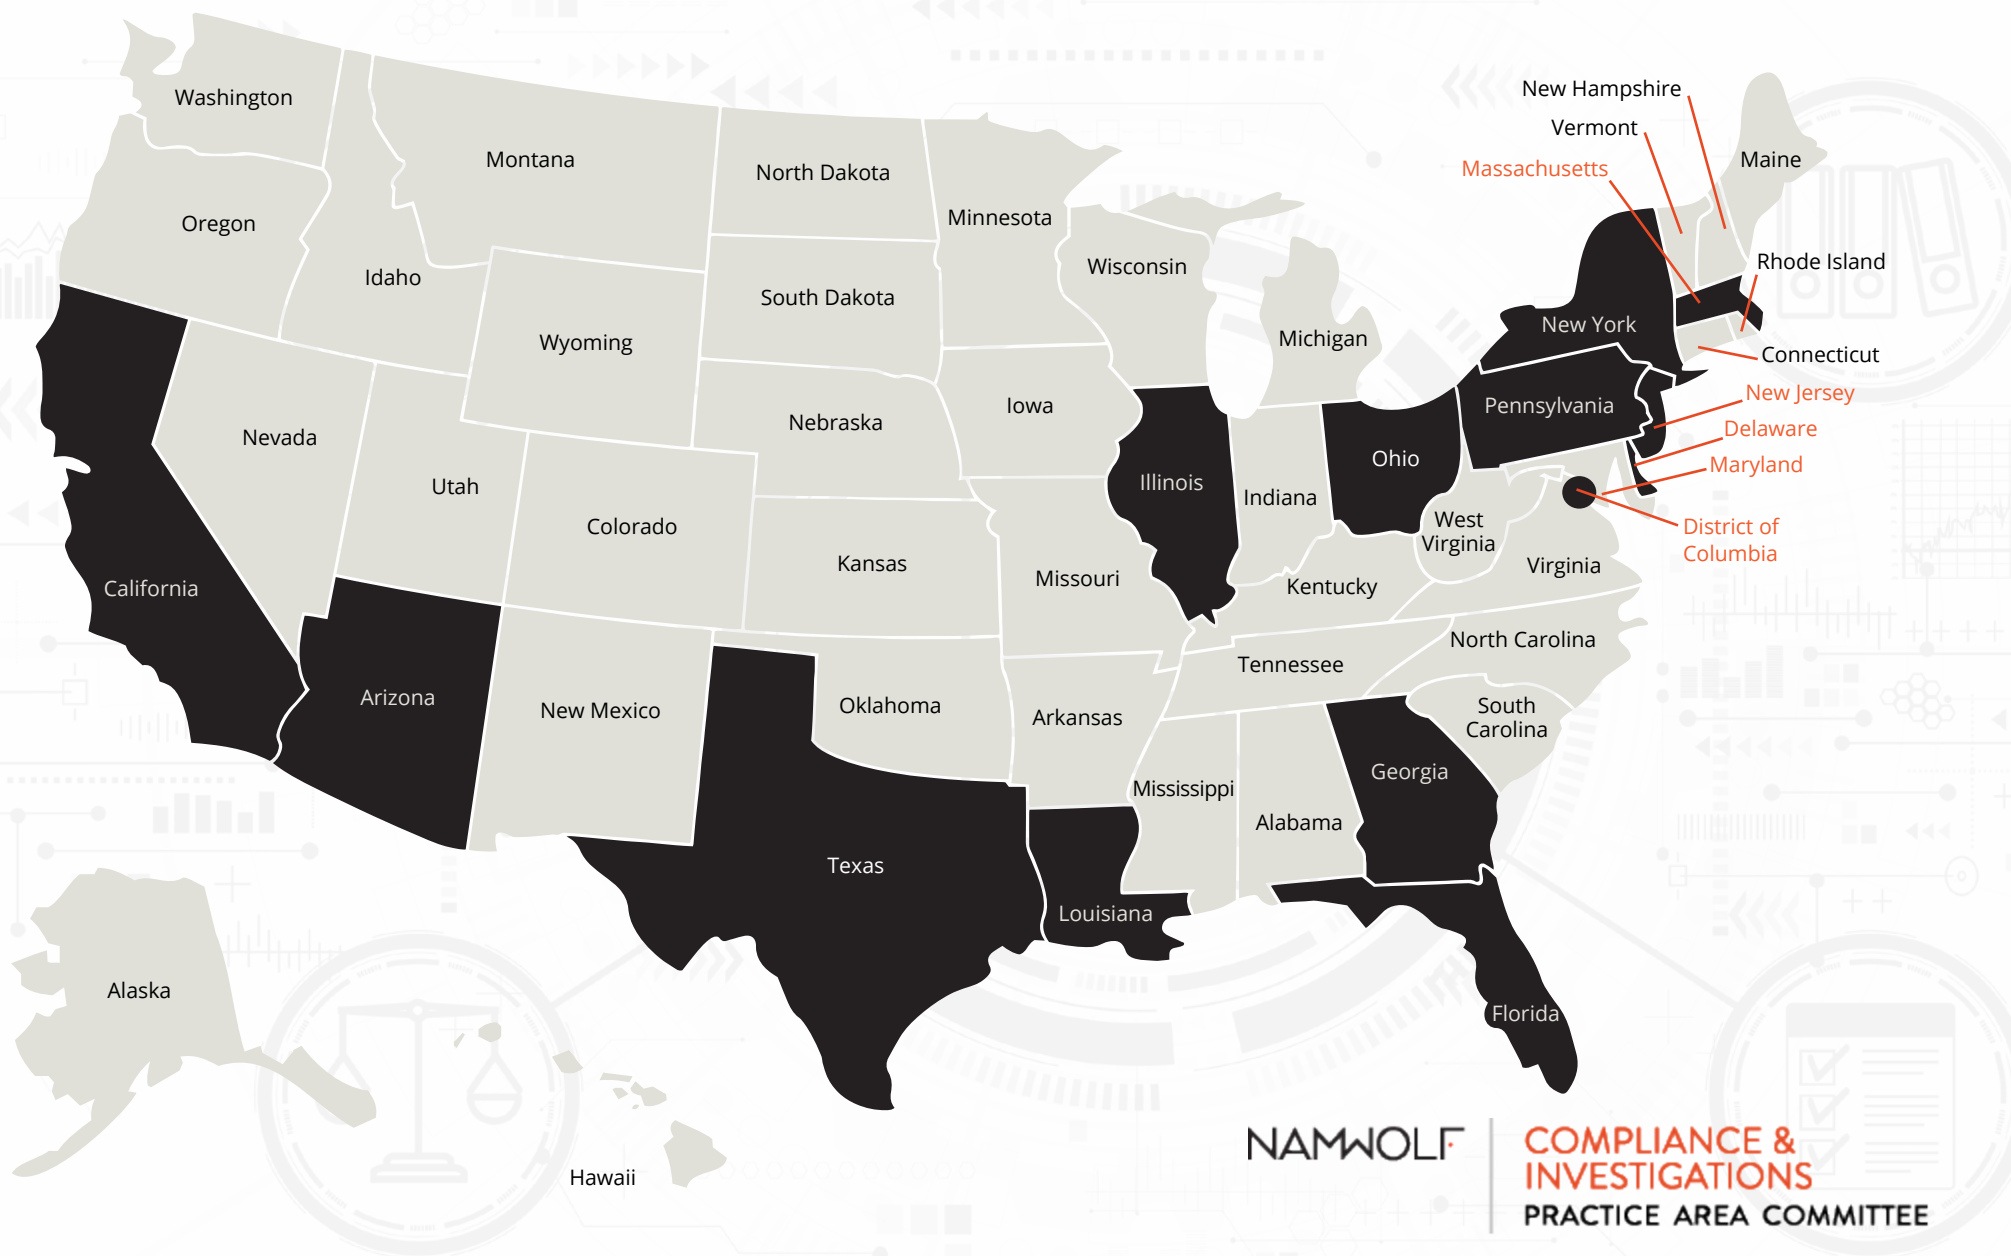 Washington
Oregon
Idaho
Montana
North Dakota
Minnesota
South Dakota
Wyoming
Wisconsin
Michigan
New Hampshire
Vermont
Massachusetts
Maine
Rhode Island
New York
Connecticut
Pennsylvania
New Jersey
Delaware
Maryland
District of
Columbia
Nevada
Utah
Colorado
Nebraska
Iowa
Illinois
Indiana
Ohio
West
Virginia
Virginia
California
Kansas
Missouri
Kentucky
Arizona
New Mexico
Oklahoma
Arkansas
Tennessee
North Carolina
South
Carolina
Mississippi
Alabama
Georgia
Texas
Louisiana
Florida
Alaska
Hawaii
NAMWOLF
COMPLIANCE &
INVESTIGATIONS
PRACTICE AREA COMMITTEE